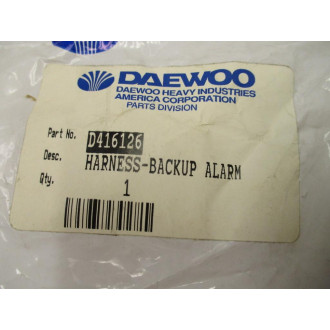 DAEWOO
DAEWOO HEAVY INDUSTRIES
AMERICA CORPORATION
PARTS DIVISION
Part No. D416126
Desc. HARNESS-BACKUP ALARM
Qty. 1